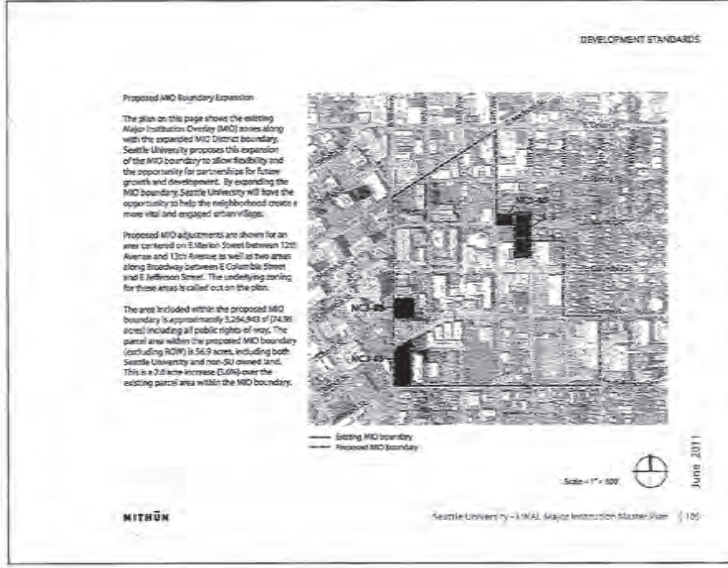 DEVELOPMENT STANDARDS
Proposed MIO Boundary Expansion
The plan on this page shows the existing
Major Institution Overlay (MIO) zones along
with the expanded MIO District boundary.
Seattle University proposes this expansion
of the MIO boundary to allow flexibility and
the opportunity for partnerships for future
growth and development. By expanding the
MIO boundary, Seattle University will have the
opportunity to help the neighborhood create a
more vital and engaged urban village.
Proposed MIO adjustments are shown for an
area centered on E Marion Street between 12th
Avenue and 13th Avenue as well as two areas
along Broadway between E Columbia Street
and E Jefferson Street. The underlying zoning
for these areas is called out on the plan.
The area included within the proposed MIO
boundary is approximately 3,264,943 sf (74.95
acres) including all public rights-of-way. The
parcel area within the proposed MIO boundary
(excluding ROW) is 56.9 acres, including both
Seattle University and non-SU owned land.
This is a 2.0 acre increase (3.6%) over the
existing parcel area within the MIO boundary.
NC3-85
NC3-85
Existing MIO boundary
Proposed MIO boundary
Scale = 1" = 500'
June 2011
NITHŪN
Seattle University - FINAL Major Institution Master Plan | 105